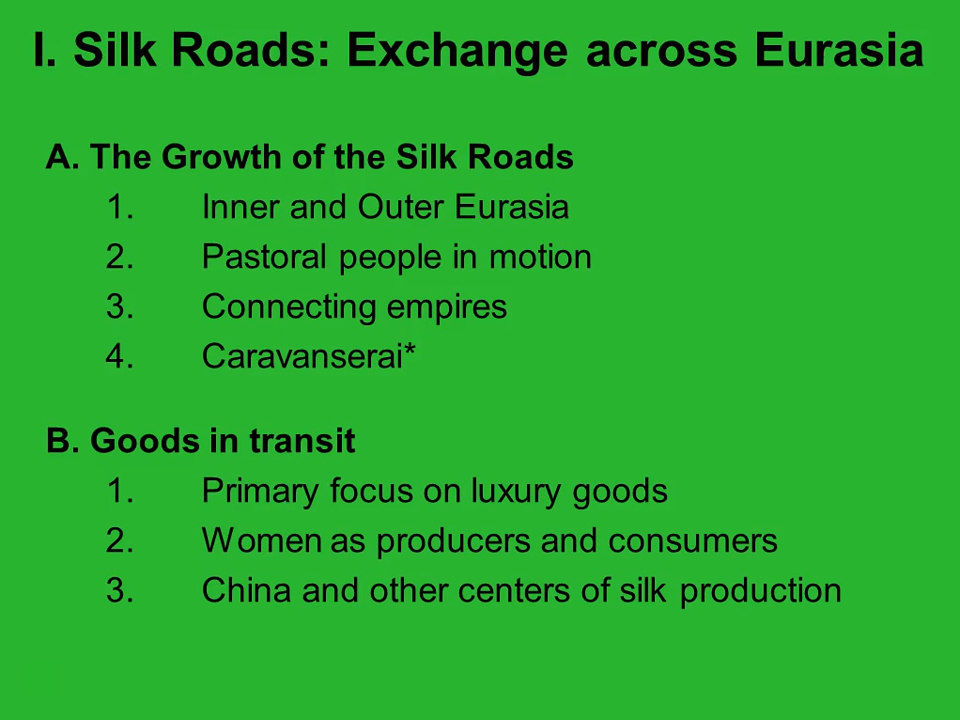 I. Silk Roads: Exchange across Eurasia
A. The Growth of the Silk Roads
1. Inner and Outer Eurasia
2. Pastoral people in motion
3. Connecting empires
4. Caravanserai*
B. Goods in transit
1. Primary focus on luxury goods
2. Women as producers and consumers
3. China and other centers of silk production